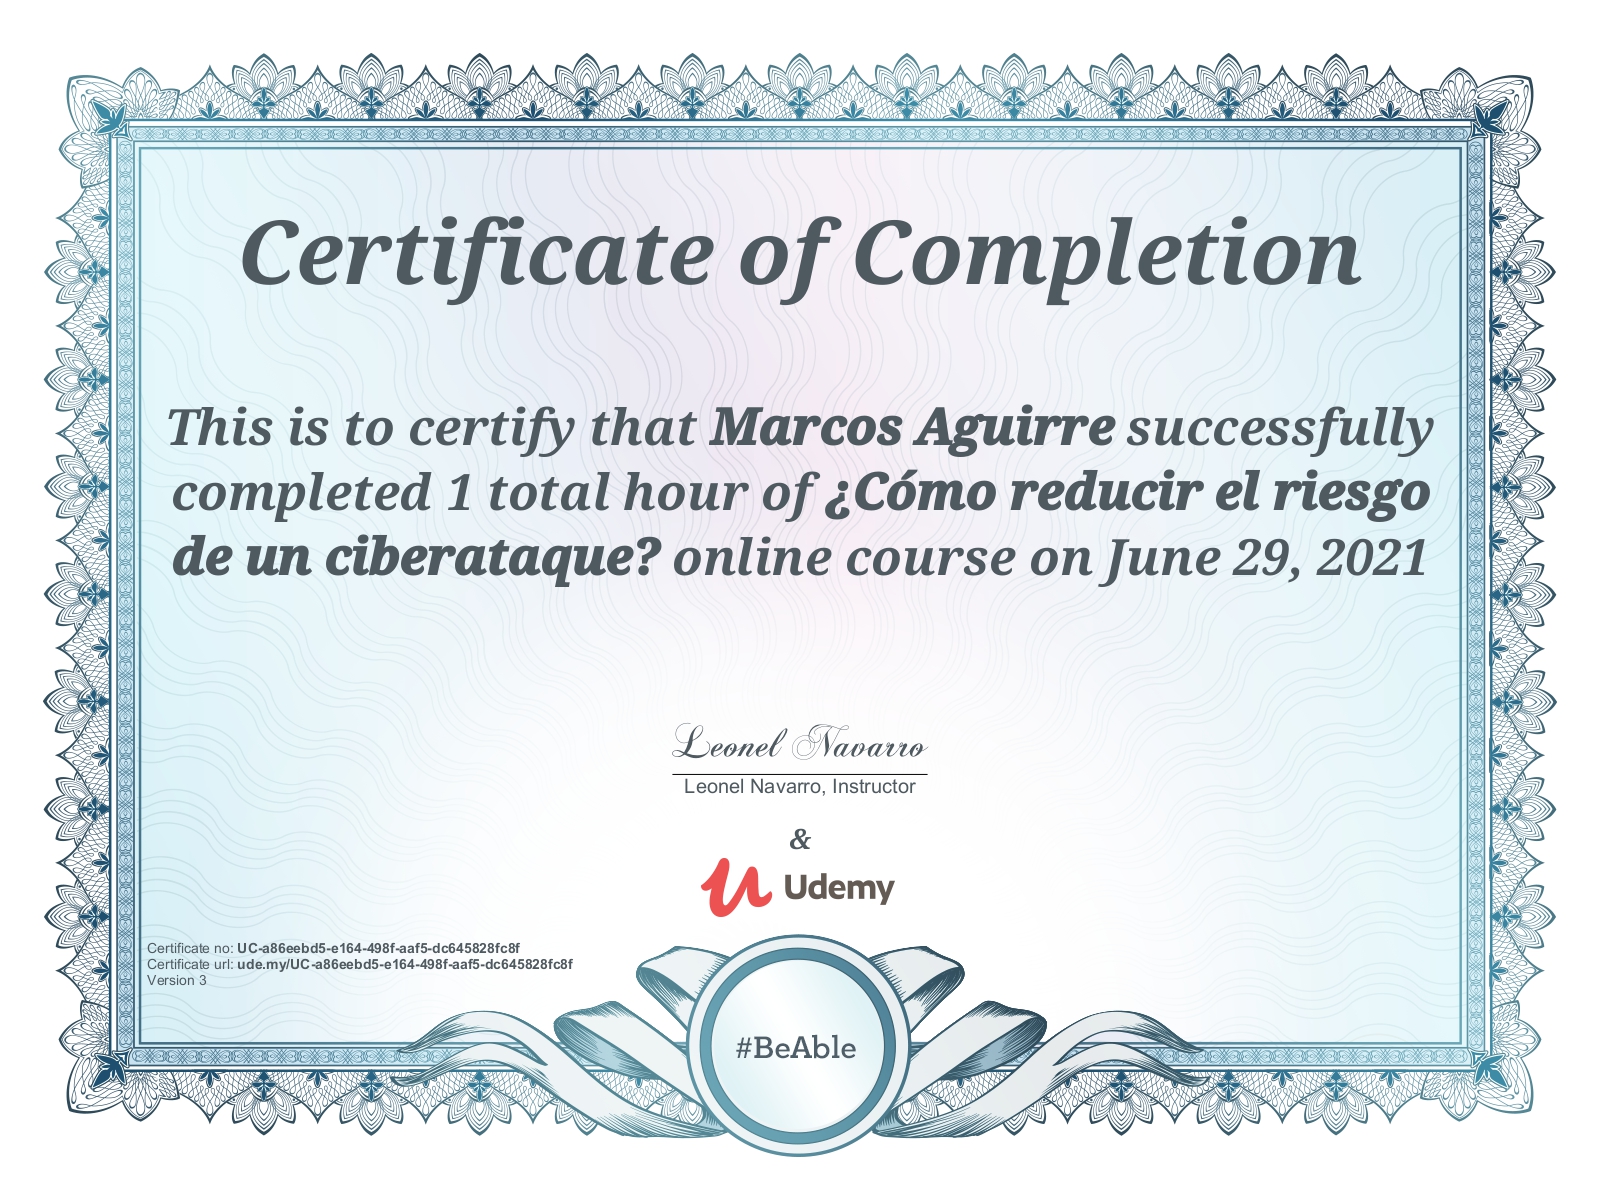 Certificate of Completion
This is to certify that Marcos Aguirre successfully
completed 1 total hour of ¿Cómo reducir el riesgo
de un ciberataque? online course on June 29, 2021
Leonel Navarro
Leonel Navarro, Instructor
&
Udemy
Certificate no: UC-a86eebd5-e164-498f-aaf5-dc645828fc8f
Certificate url: ude.my/UC-a86eebd5-e164-498f-aaf5-dc645828fc8f
Version 3
#BeAble